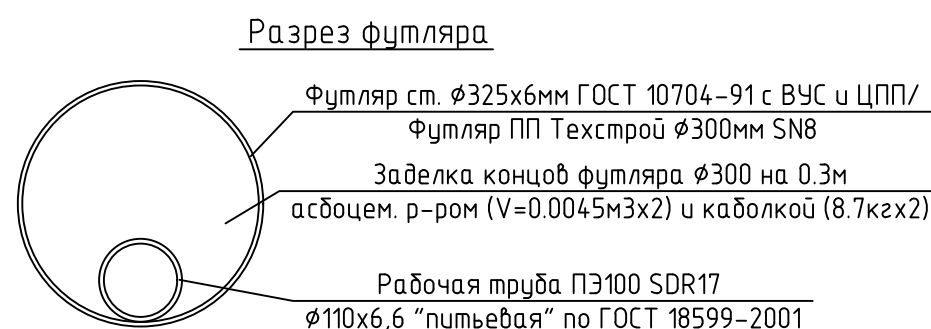 Разрез футляра
Футляр ст. Ø325х6мм ГОСТ 10704-91 с ВУС и ЦПП/
Футляр ПП Техстрой Ø300мм SN8
Заделка концов футляра Ø300 на 0.3м
асбоцем. р-ром (V=0.0045м3х2) и каболкой (8.7кгх2)
Рабочая труба ПЭ100 SDR17
Ø110х6,6 "питьевая" по ГОСТ 18599-2001